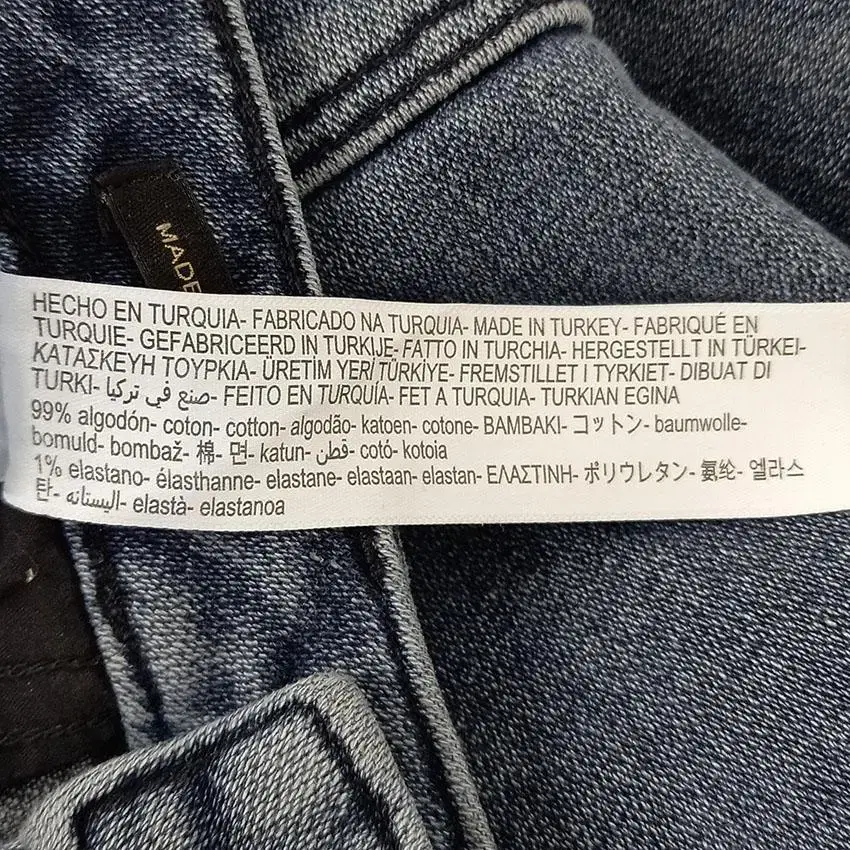 MADE
HECHO EN TURQUIA- FABRICADO NA TURQUIA- MADE IN TURKEY- FABRIQUÉ EN
TURQUIE- GEFABRICEERD IN TURKIJE- FATTO IN TURCHIA- HERGESTELLT IN TÜRKEI-
ΚΑΤΑΣΚΕΥΗ ΤΟΥΡΚΙΑ- ÜRETİM YERİ TÜRKİYE- FREMSTILLET I TYRKIET- DIBUAT DI
TURKI- صنع في تركيا- FEITO EN TURQUÍA- FET A TURQUIA- TURKIAN EGINA
99% algodón- coton- cotton- algodão- katoen- cotone- BAMBAKI- コットン- baumwolle-
bomuld- bombaž- 棉- 면- katun- قطن- cotó- kotoia
1% elastano- élasthanne- elastane- elastaan- elastan- ΕΛΑΣΤΙΝΗ- ポリウレタン- 氨纶- 엘라스
탄- اليستانه- elastà- elastanoa